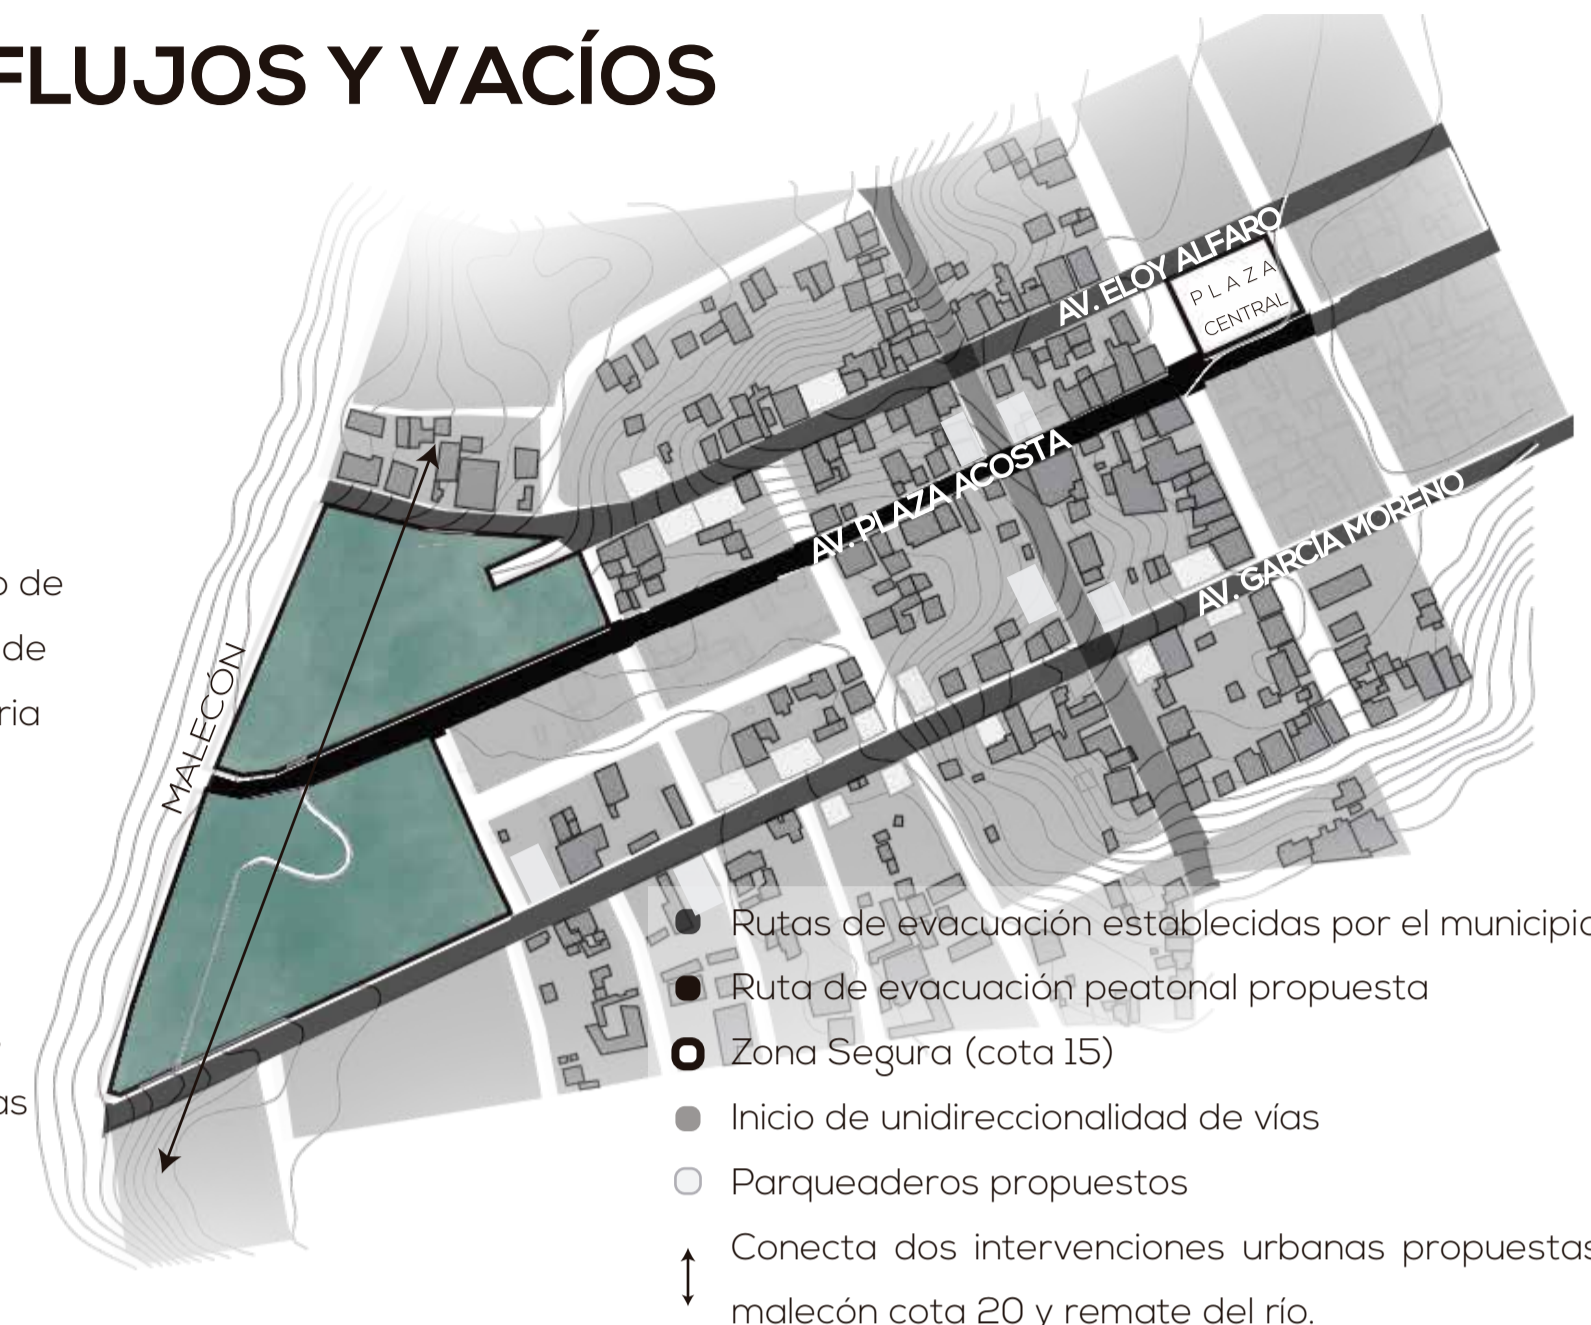 FLUJOS Y VACÍOS
AV. ELOY ALFARO
PLAZA
CENTRAL
AV. PLAZA ACOSTA
AV. GARCÍA MORENO
MALECÓN
de
de
ria
as
Rutas de evacuación establecidas por el municipio
Ruta de evacuación peatonal propuesta
Zona Segura (cota 15)
Inicio de unidireccionalidad de vías
Parqueaderos propuestos
Conecta dos intervenciones urbanas propuestas
malecón cota 20 y remate del río.